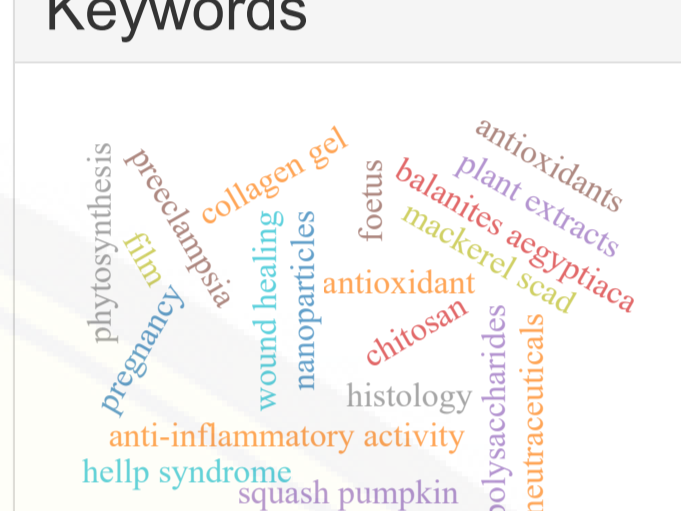 Keywords
antioxidants
collagen gel
plant extracts
phytosynthesis
preeclampsia
foetus
balanites aegyptiaca
mackerel scad
film
wound healing
nanoparticles
antioxidant
pregnancy
chitosan
polysaccharides
neutraceuticals
histology
anti-inflammatory activity
hellp syndrome
squash pumpkin